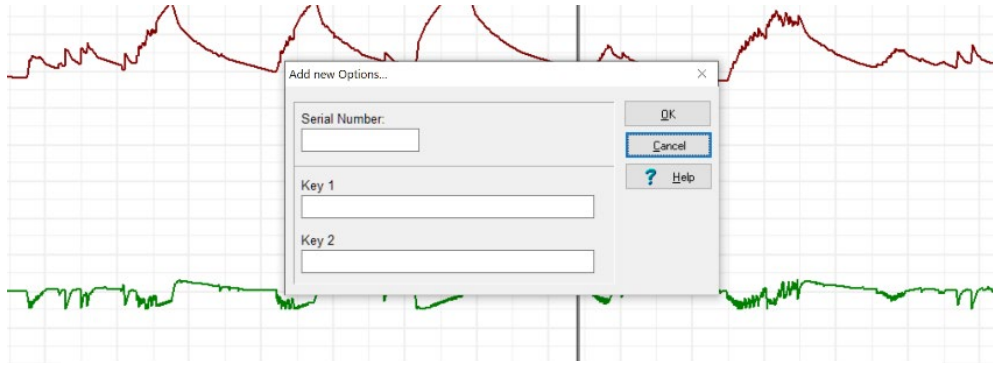 Add new Options...
Serial Number:
OK
Cancel
Help
Key 1
Key 2